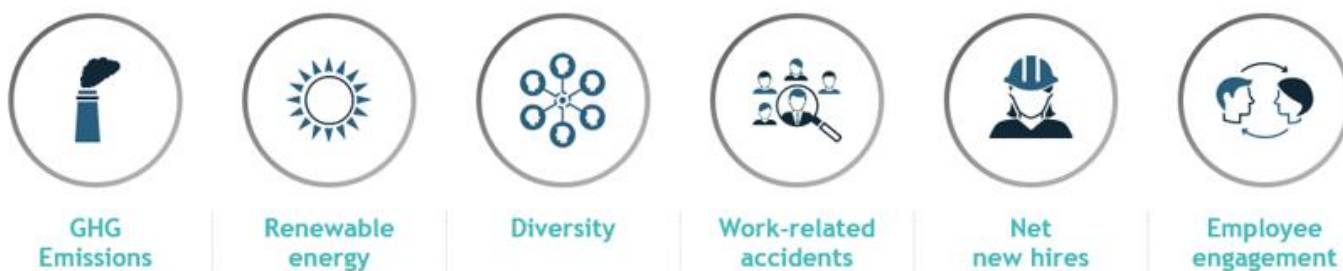 GHG
Emissions
Renewable
energy
Diversity
Work-related
accidents
Net
new hires
Employee
engagement